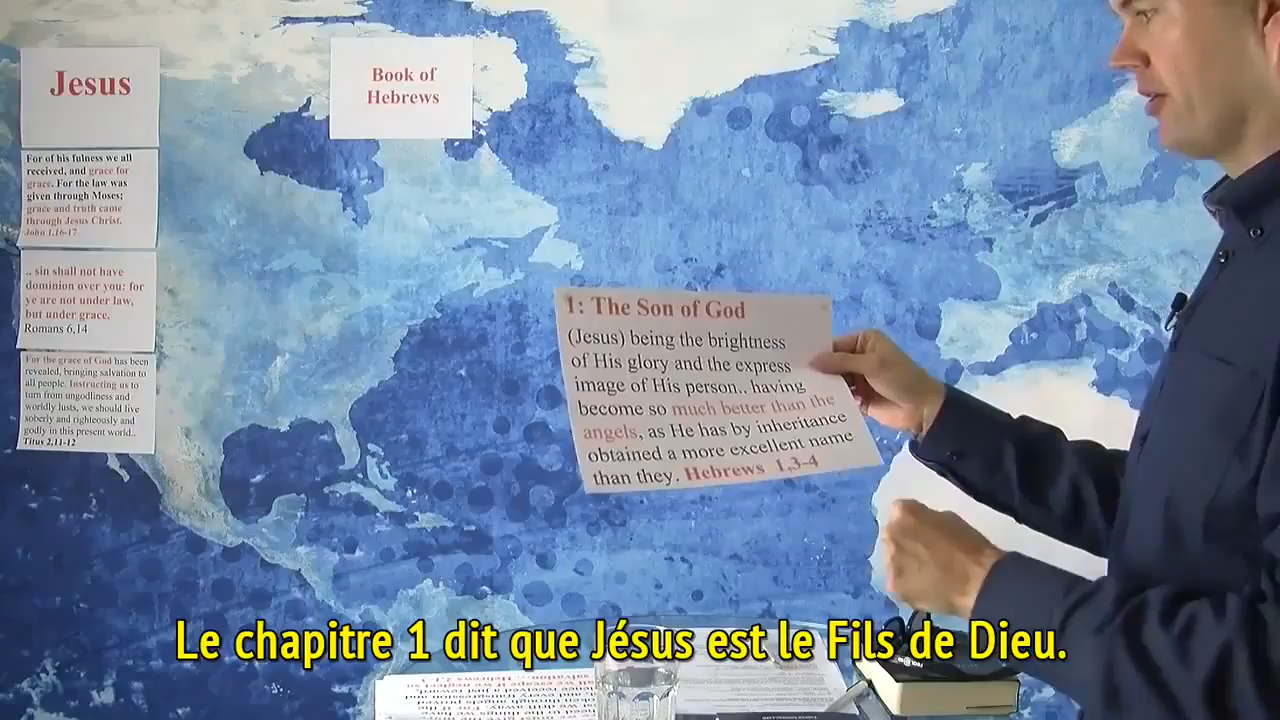 Jesus
For of his fulness we all
received, and grace for
grace. For the law was
given through Moses;
grace and truth came
through Jesus Christ.
John 1,16-17
.. sin shall not have
dominion over you: for
ye are not under law,
but under grace.
Romans 6,14
For the grace of God has been
revealed, bringing salvation to
all people. Instructing us to
turn from ungodliness and
worldly lusts, we should live
soberly and righteously and
godly in this present world..
Titus 2,11-12
Book of
Hebrews
1: The Son of God
(Jesus) being the brightness
of His glory and the express
image of His person.. having
become so much better than the
angels, as He has by inheritance
obtained a more excellent name
than they. Hebrews 1,3-4
Le chapitre 1 dit que Jésus est le Fils de Dieu.